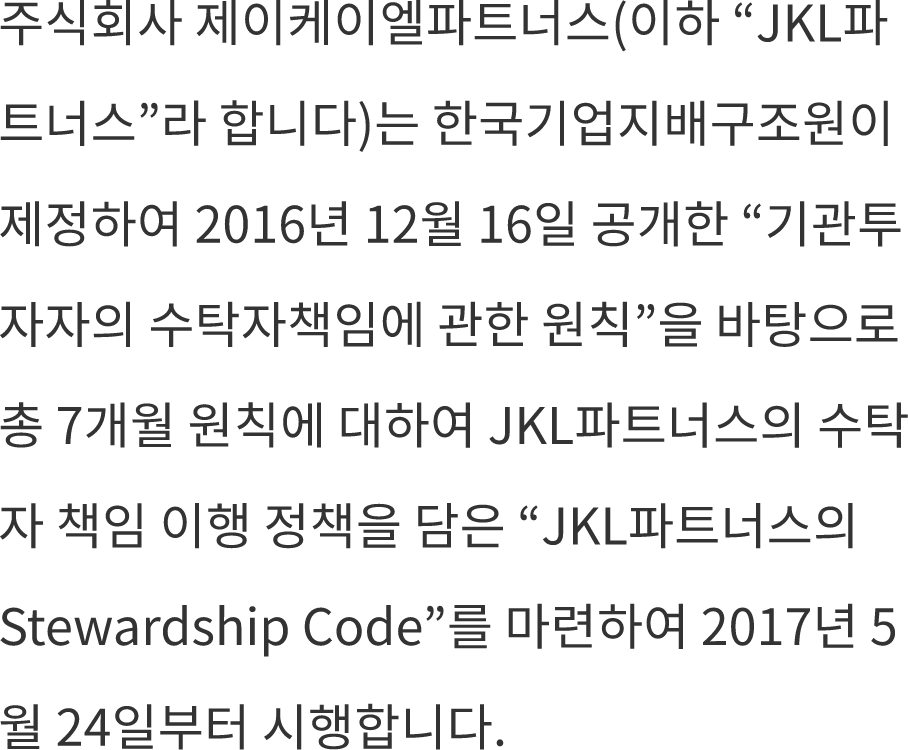 주식회사 제이케이엘파트너스(이하 “JKL파
트너스”라 합니다)는 한국기업지배구조원이
제정하여 2016년 12월 16일 공개한 “기관투
자자의 수탁자책임에 관한 원칙”을 바탕으로
총 7개월 원칙에 대하여 JKL파트너스의 수탁
자 책임 이행 정책을 담은 “JKL파트너스의
Stewardship Code”를 마련하여 2017년 5
월 24일부터 시행합니다.